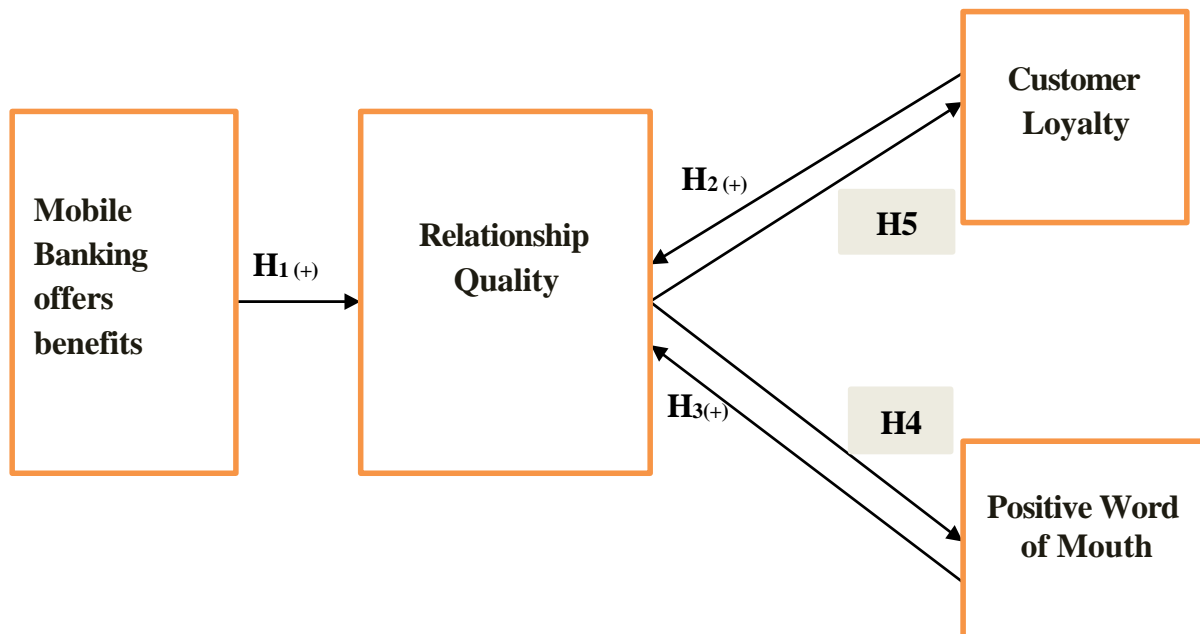 Mobile
Banking
offers
benefits
H1 (+)
Relationship
Quality
H2 (+)
H5
Customer
Loyalty
H3(+)
H4
Positive Word
of Mouth